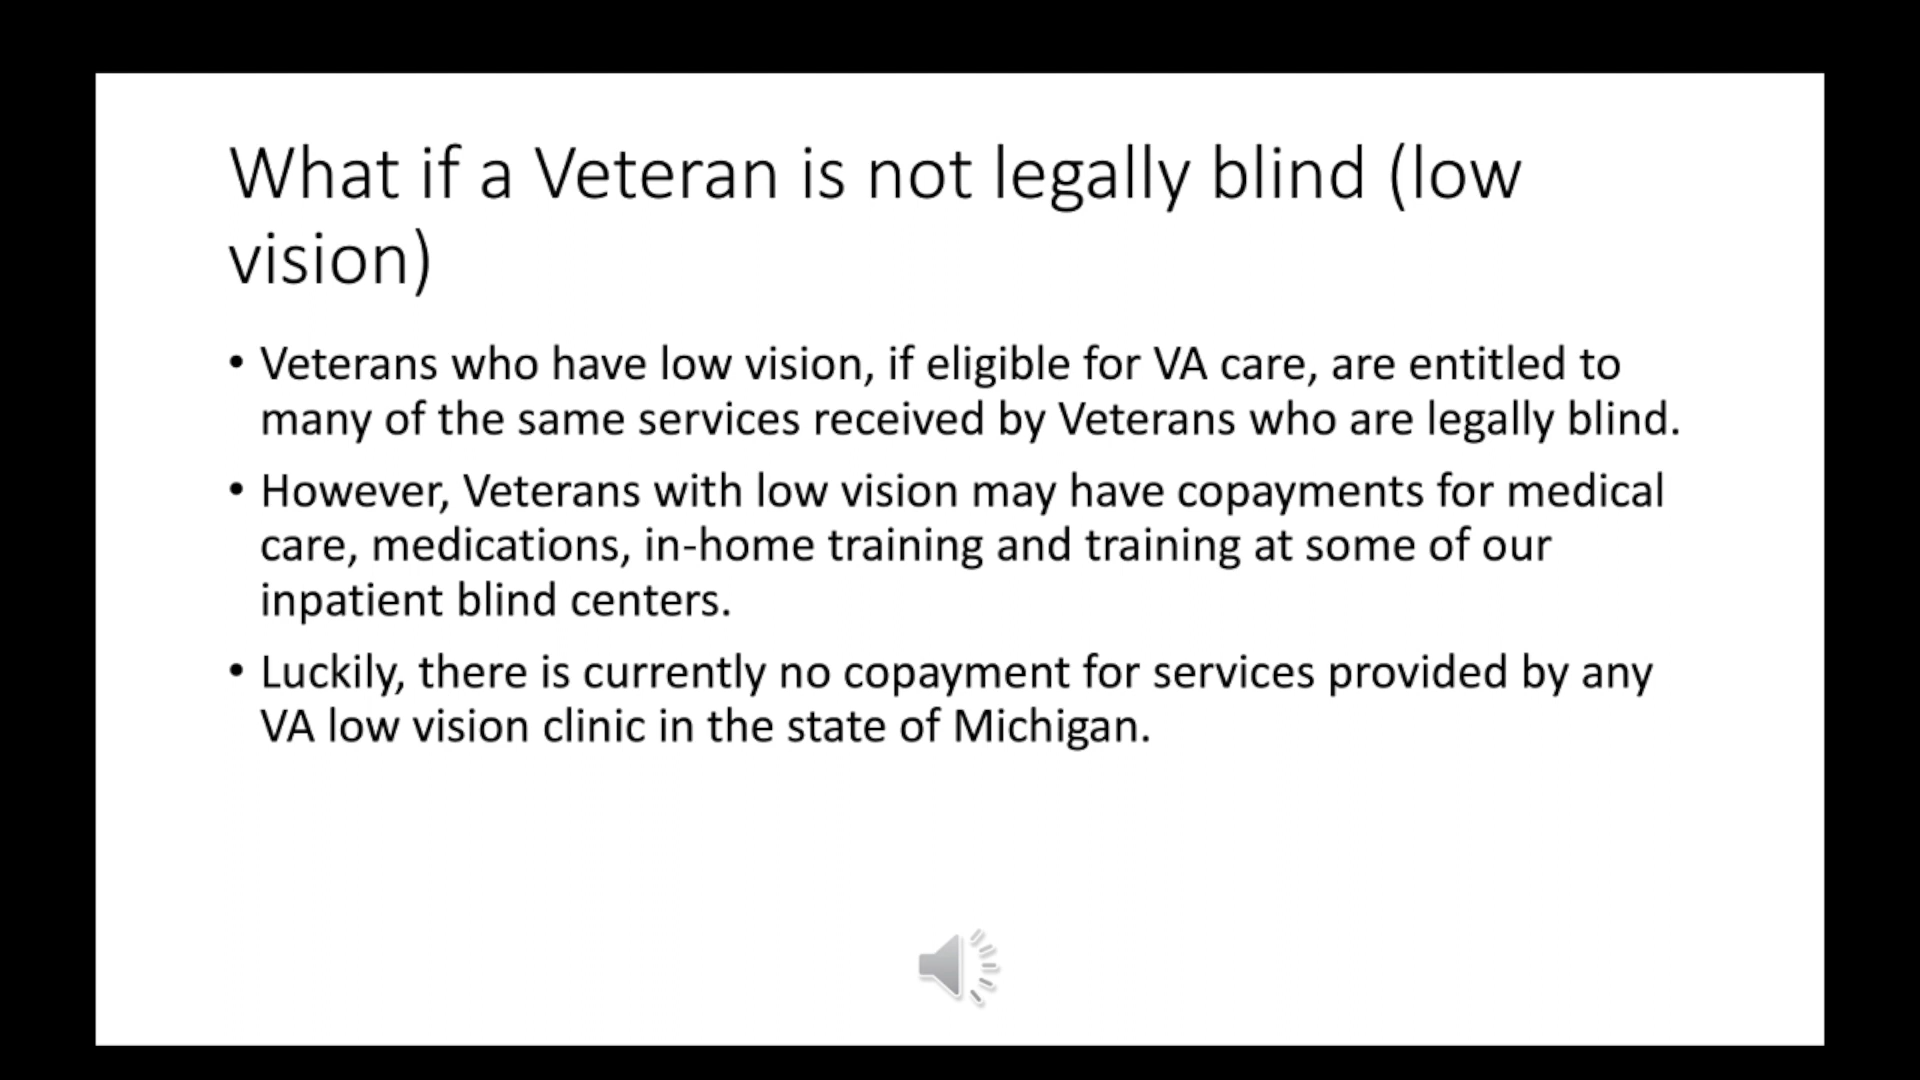 What if a Veteran is not legally blind (low
vision)
• Veterans who have low vision, if eligible for VA care, are entitled to
many of the same services received by Veterans who are legally blind.
• However, Veterans with low vision may have copayments for medical
care, medications, in-home training and training at some of our
inpatient blind centers.
• Luckily, there is currently no copayment for services provided by any
VA low vision clinic in the state of Michigan.